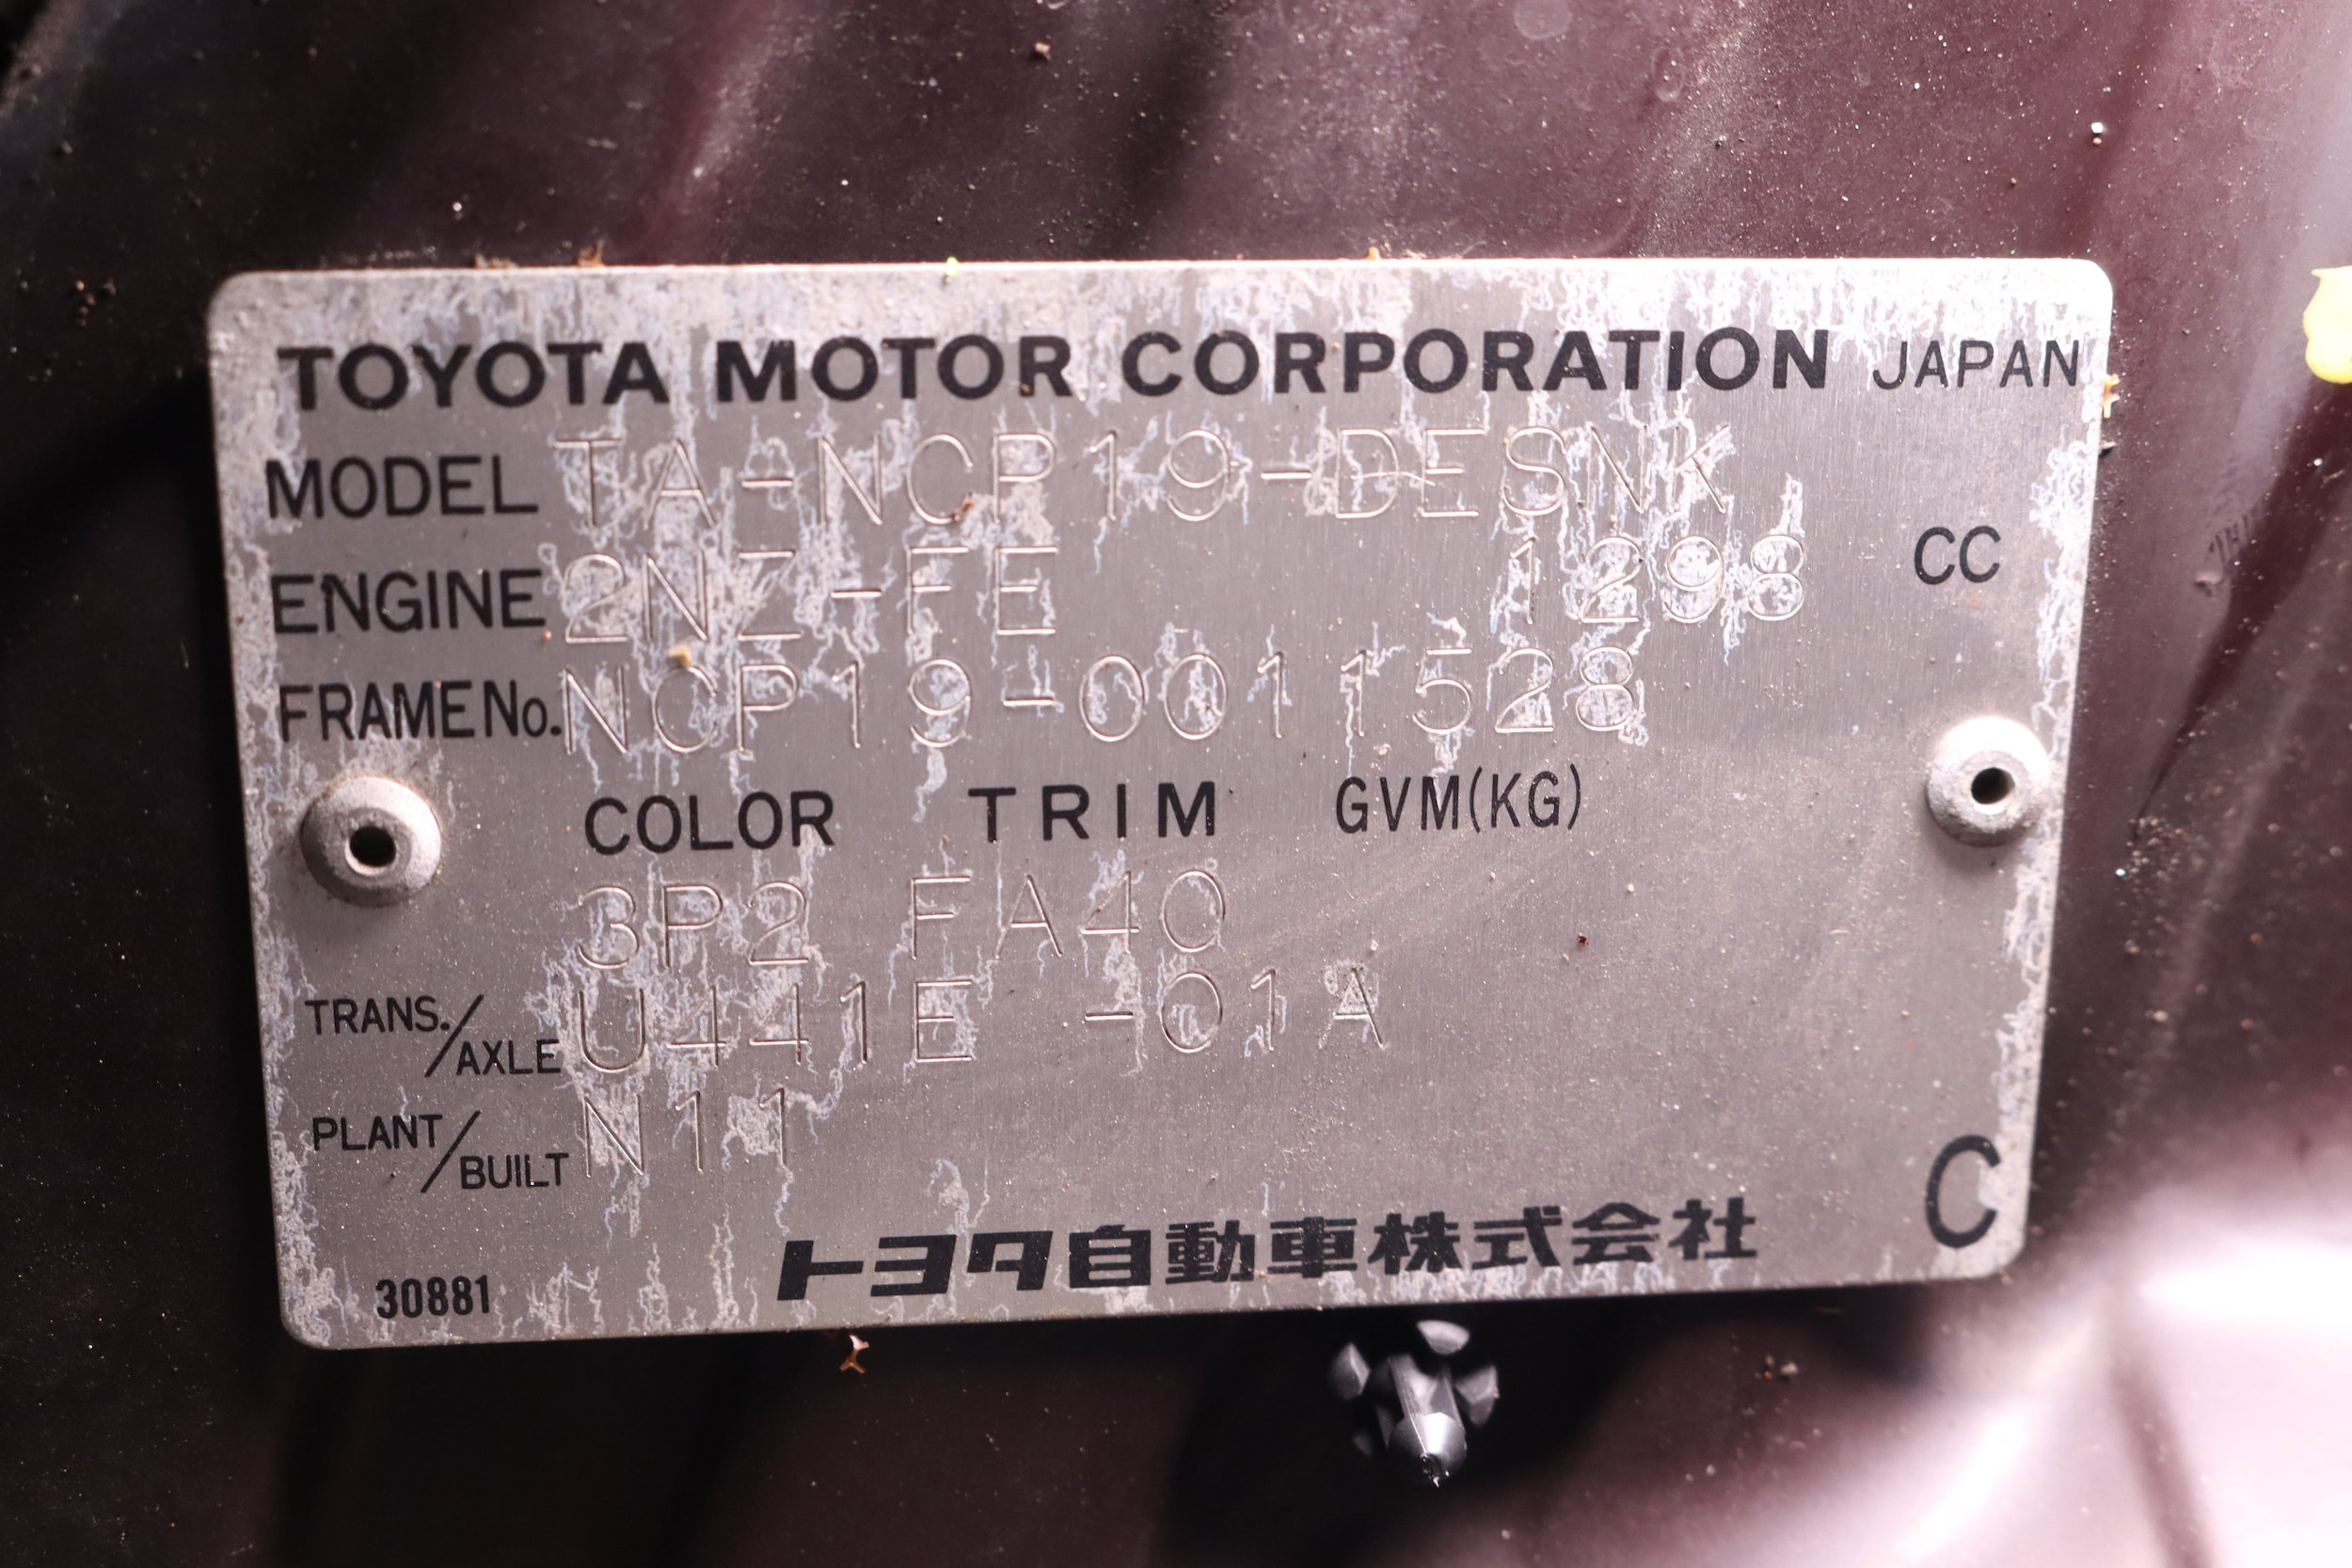 TOYOTA MOTOR CORPORATION JAPAN
MODEL TA-NCP19-DESNK
ENGINE 2NZ-FE 1298 CC
FRAME No. NCP19-0011528
COLOR TRIM GVM(KG)
3P2 FA40
TRANS./AXLE U441E -01A
PLANT/BUILT N11
C
トヨタ自動車株式会社
30881